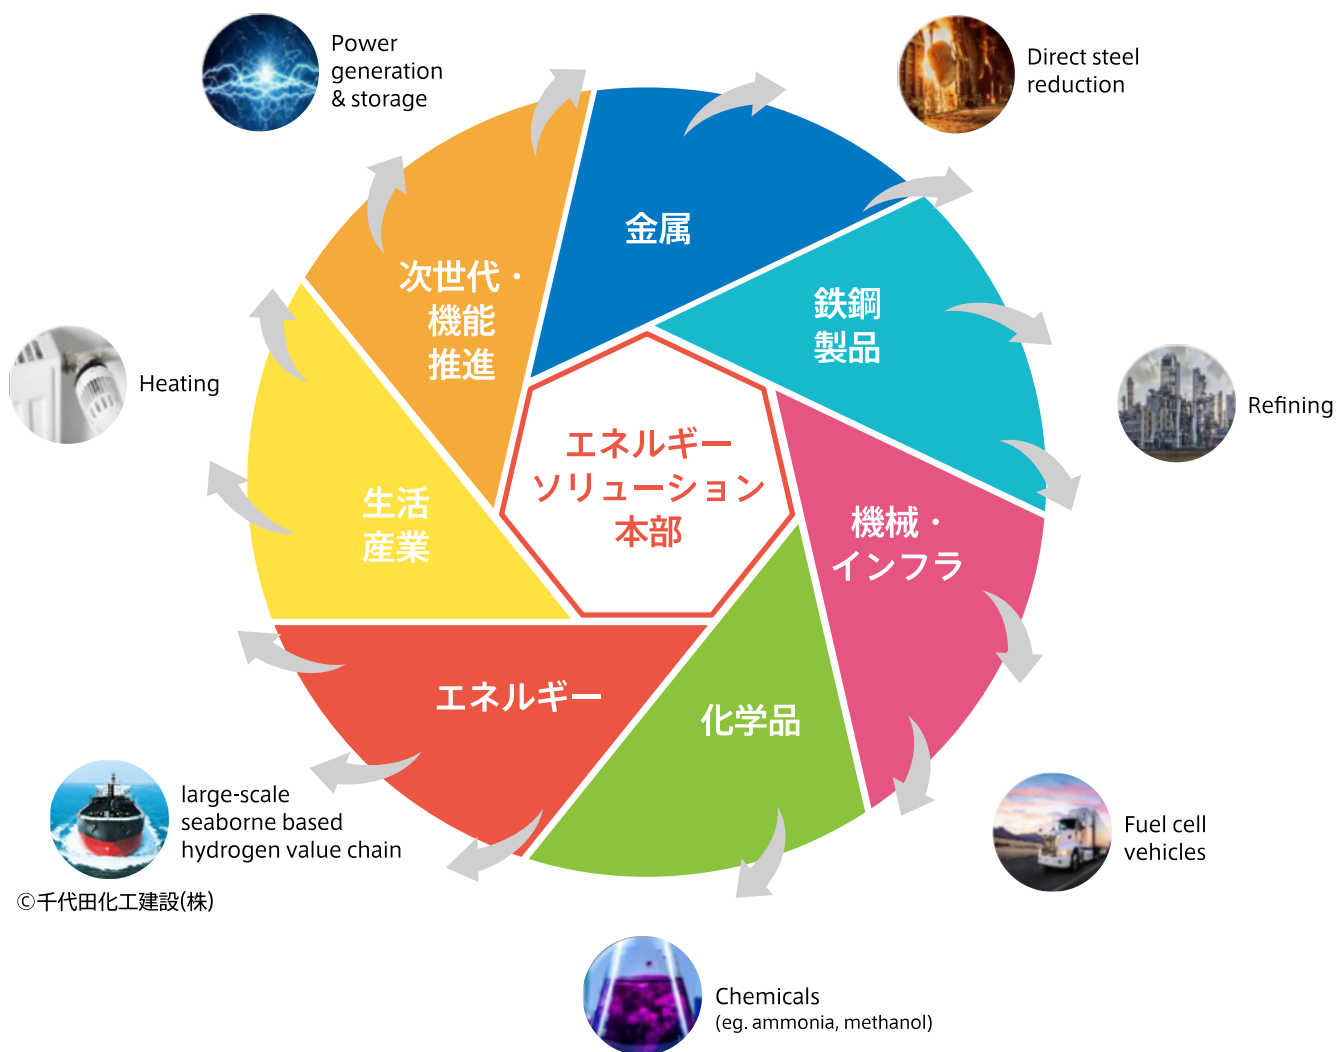 Power
generation
& storage
Direct steel
reduction
金属
次世代・
機能
推進
鉄鋼
製品
Heating
Refining
エネルギー
ソリューション
本部
生活
産業
機械・
インフラ
エネルギー
化学品
large-scale
seaborne based
hydrogen value chain
©千代田化工建設(株)
Fuel cell
vehicles
Chemicals
(eg. ammonia, methanol)